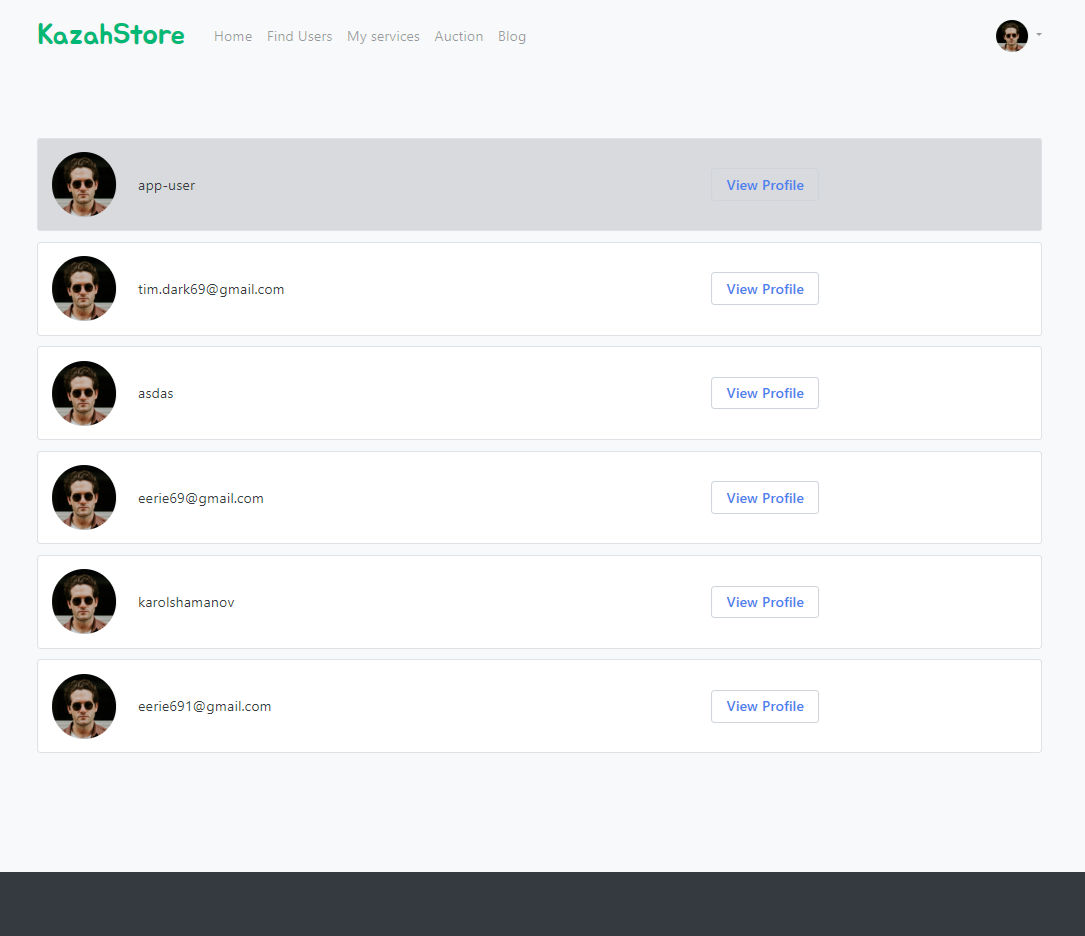 KazahStore Home Find Users My services Auction Blog
app-user View Profile
tim.dark69@gmail.com View Profile
asdas View Profile
eerie69@gmail.com View Profile
karolshamanov View Profile
eerie691@gmail.com View Profile